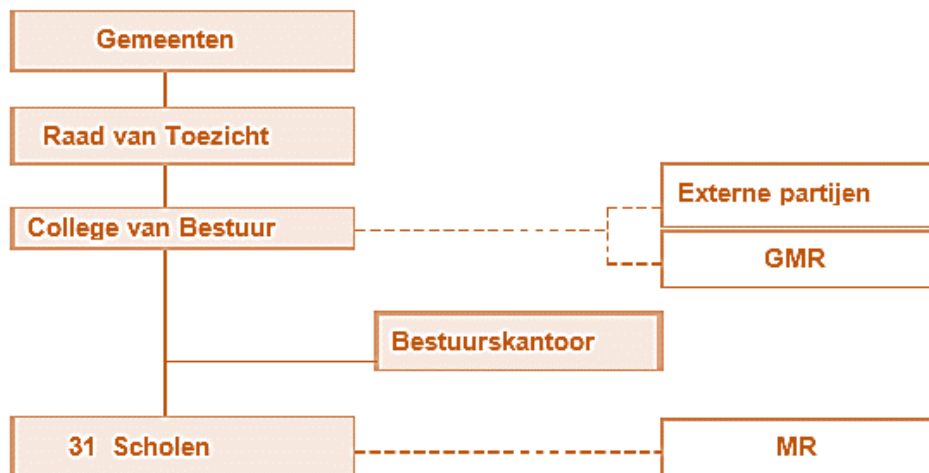 Gemeenten
Raad van Toezicht
College van Bestuur
Externe partijen
GMR
Bestuurskantoor
31 Scholen
MR